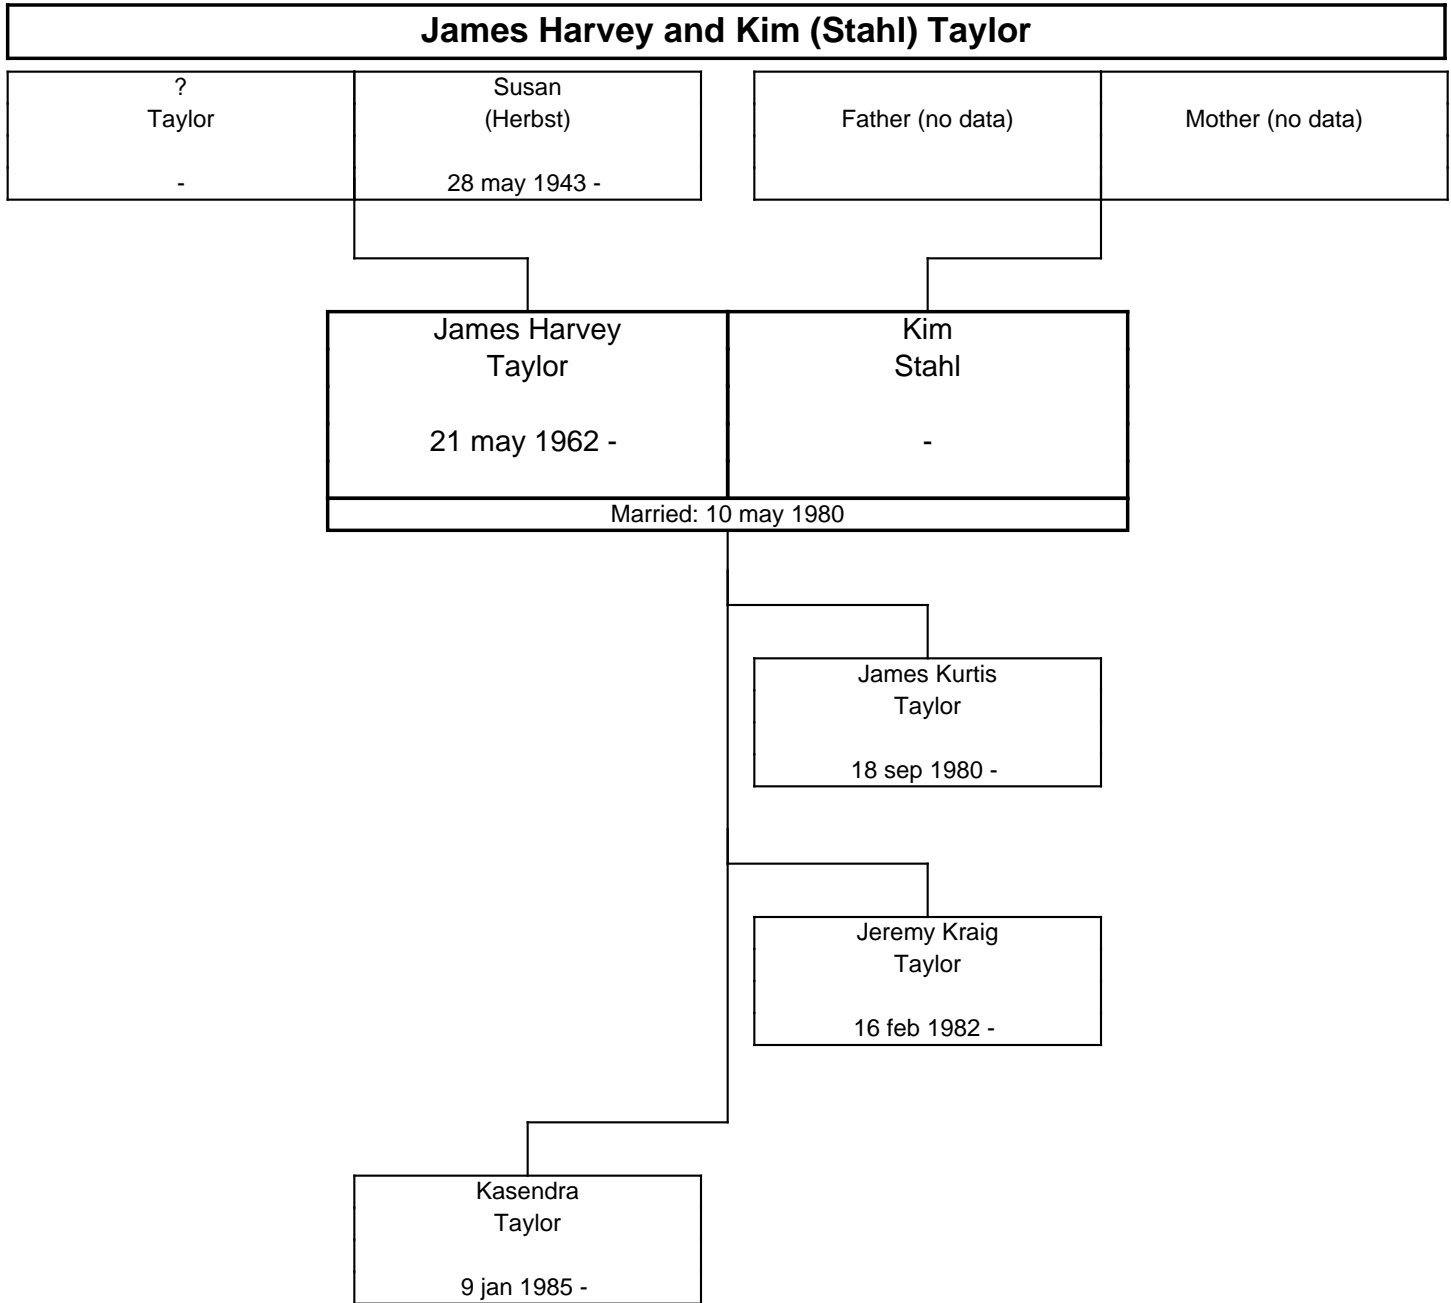 James Harvey and Kim (Stahl) Taylor
?
Taylor
-
Susan
(Herbst)
28 may 1943 -
Father (no data)
Mother (no data)
James Harvey
Taylor
21 may 1962 -
Kim
Stahl
-
Married: 10 may 1980
James Kurtis
Taylor
18 sep 1980 -
Jeremy Kraig
Taylor
16 feb 1982 -
Kasendra
Taylor
9 jan 1985 -